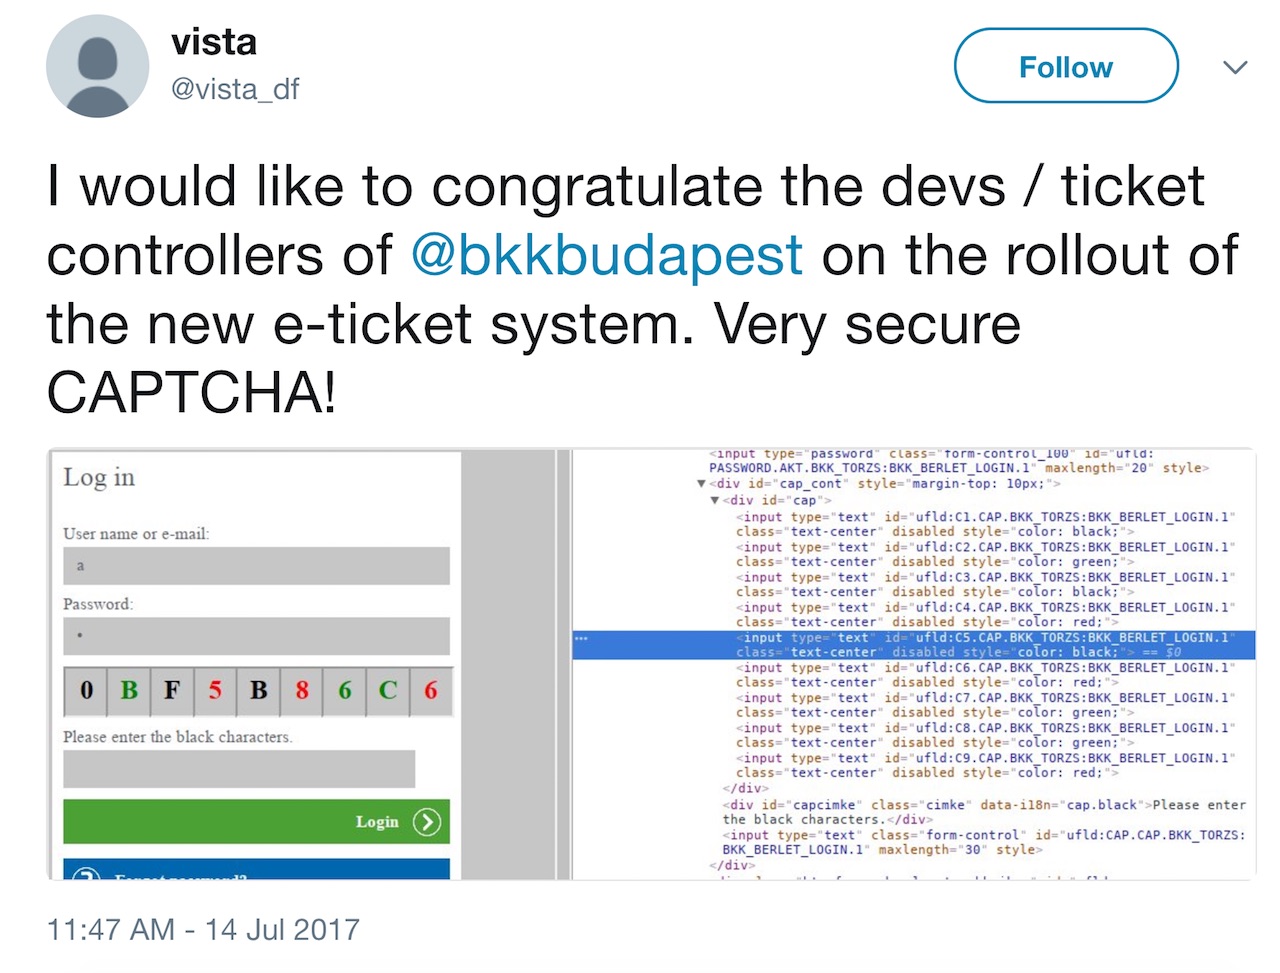 vista
@vista_df
Follow
I would like to congratulate the devs / ticket
controllers of @bkkbudapest on the rollout of
the new e-ticket system. Very secure
CAPTCHA!
Log in
User name or e-mail:
a
Password:
•
0 B F 5 B 8 6 C 6
Please enter the black characters.
Login
Forgot password?
<input type="password" class="form-control_100" id="ufld:
PASSWORD.AKT.BKK_TORZS:BKK_BERLET_LOGIN.1" maxlength="20" style>
▼<div id="cap_cont" style="margin-top: 10px;">
▼<div id="cap">
<input type="text" id="ufld:C1.CAP.BKK_TORZS:BKK_BERLET_LOGIN.1"
class="text-center" disabled style="color: black;">
<input type="text" id="ufld:C2.CAP.BKK_TORZS:BKK_BERLET_LOGIN.1"
class="text-center" disabled style="color: green;">
<input type="text" id="ufld:C3.CAP.BKK_TORZS:BKK_BERLET_LOGIN.1"
class="text-center" disabled style="color: black;">
<input type="text" id="ufld:C4.CAP.BKK_TORZS:BKK_BERLET_LOGIN.1"
class="text-center" disabled style="color: red;">
<input type="text" id="ufld:C5.CAP.BKK_TORZS:BKK_BERLET_LOGIN.1"
class="text-center" disabled style="color: black;"> == $0
<input type="text" id="ufld:C6.CAP.BKK_TORZS:BKK_BERLET_LOGIN.1"
class="text-center" disabled style="color: red;">
<input type="text" id="ufld:C7.CAP.BKK_TORZS:BKK_BERLET_LOGIN.1"
class="text-center" disabled style="color: green;">
<input type="text" id="ufld:C8.CAP.BKK_TORZS:BKK_BERLET_LOGIN.1"
class="text-center" disabled style="color: green;">
<input type="text" id="ufld:C9.CAP.BKK_TORZS:BKK_BERLET_LOGIN.1"
class="text-center" disabled style="color: red;">
</div>
<div id="capcimke" class="cimke" data-i18n="cap.black">Please enter
the black characters.</div>
<input type="text" class="form-control" id="ufld:CAP.CAP.BKK_TORZS:
BKK_BERLET_LOGIN.1" maxlength="30" style>
</div>
11:47 AM - 14 Jul 2017